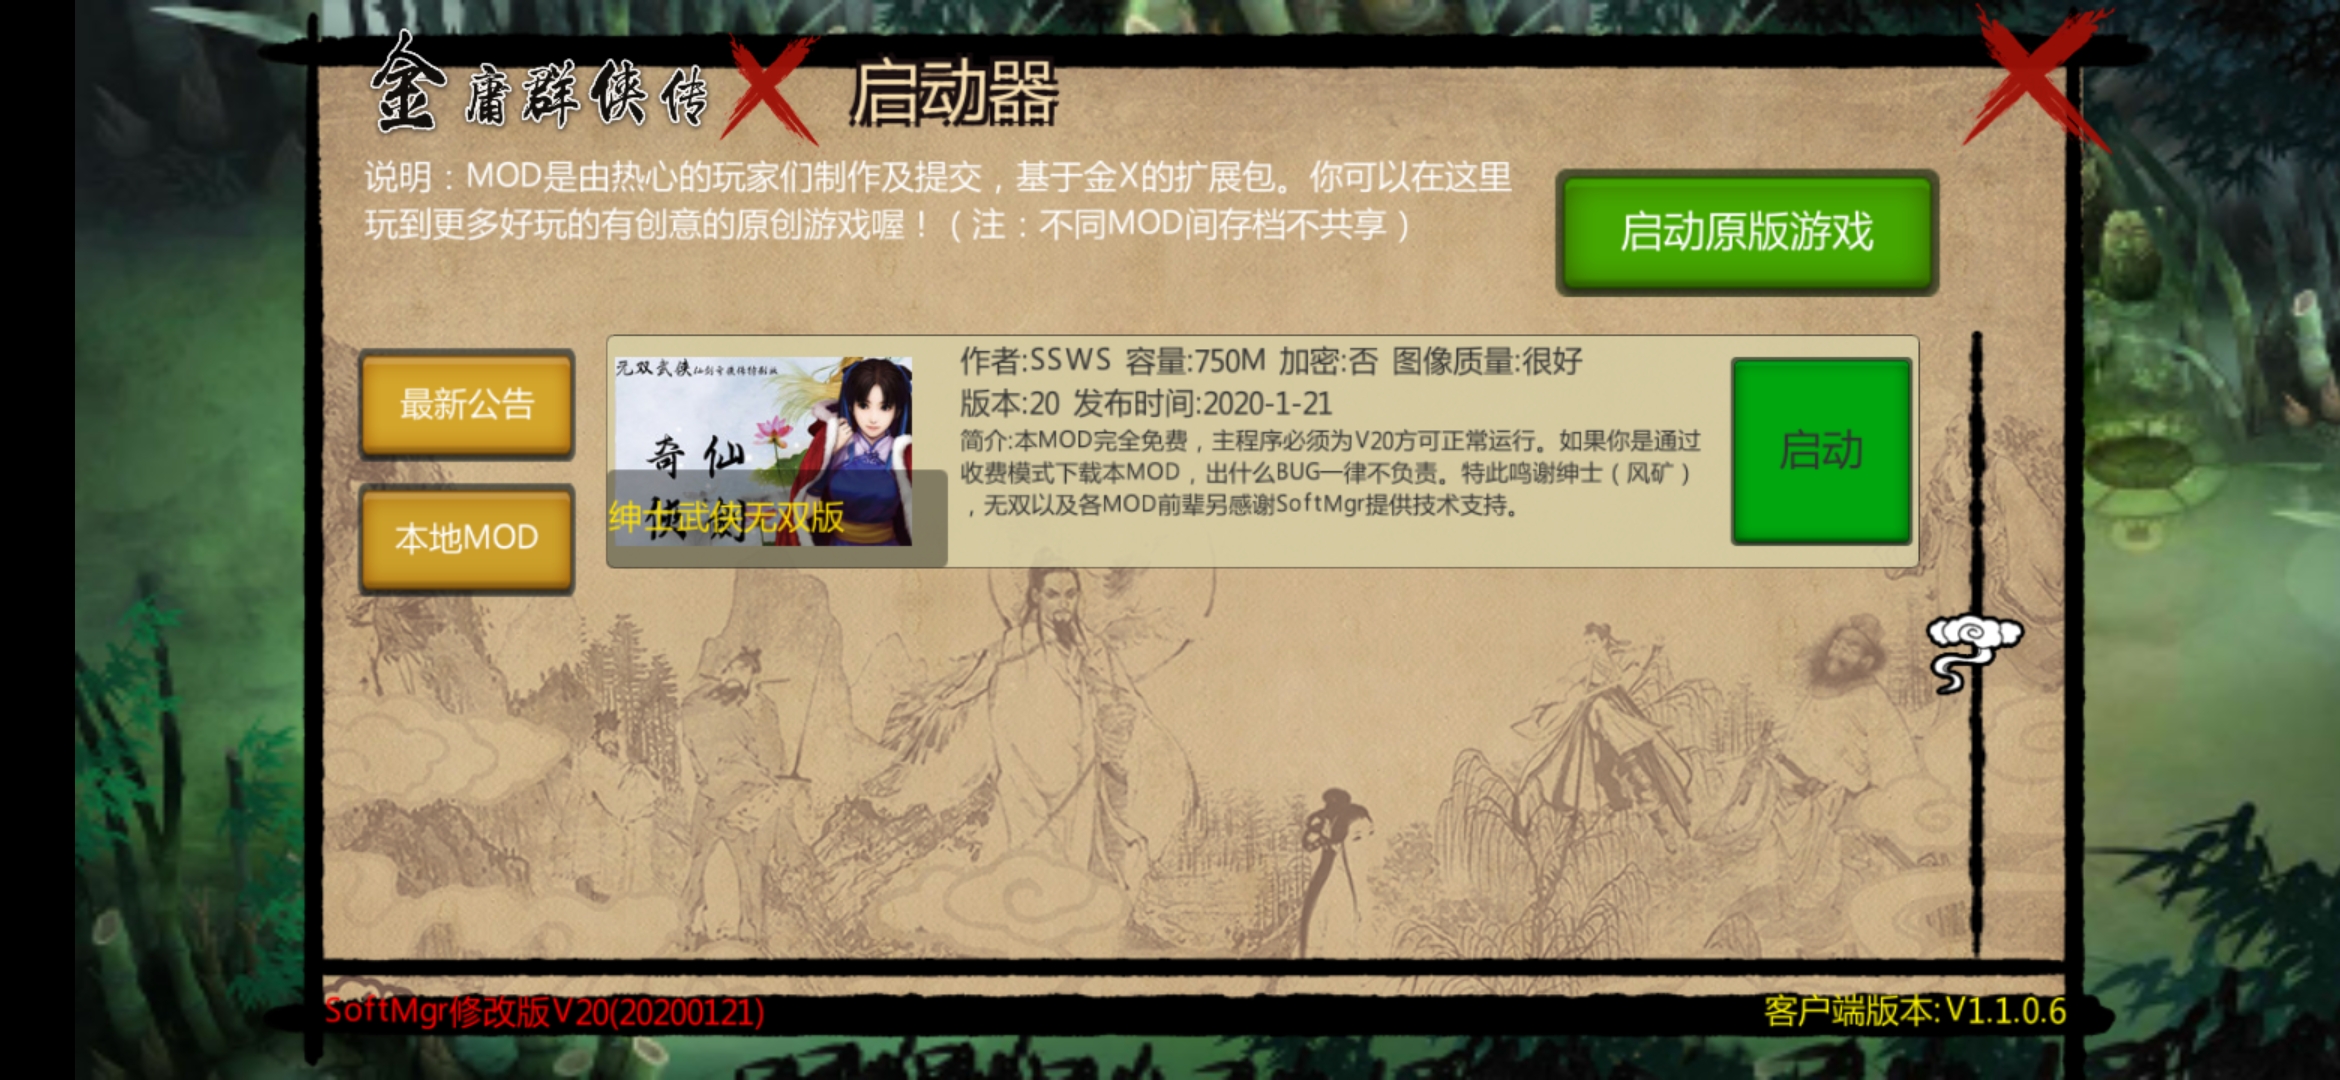 金庸群侠传X 启动器
说明：MOD是由热心的玩家们制作及提交，基于金X的扩展包。你可以在这里
玩到更多好玩的有创意的原创游戏喔！（注：不同MOD间存档不共享）
启动原版游戏
最新公告
本地MOD
无双武侠仙剑奇侠传特别版
奇仙
侠剑
绅士武侠无双版
作者:SSWS 容量:750M 加密:否 图像质量:很好
版本:20 发布时间:2020-1-21
简介:本MOD完全免费，主程序必须为V20方可正常运行。如果你是通过
收费模式下载本MOD，出什么BUG一律不负责。特此鸣谢绅士（风矿）
，无双以及各MOD前辈另感谢SoftMgr提供技术支持。
启动
SoftMgr修改版V20(20200121)
客户端版本:V1.1.0.6